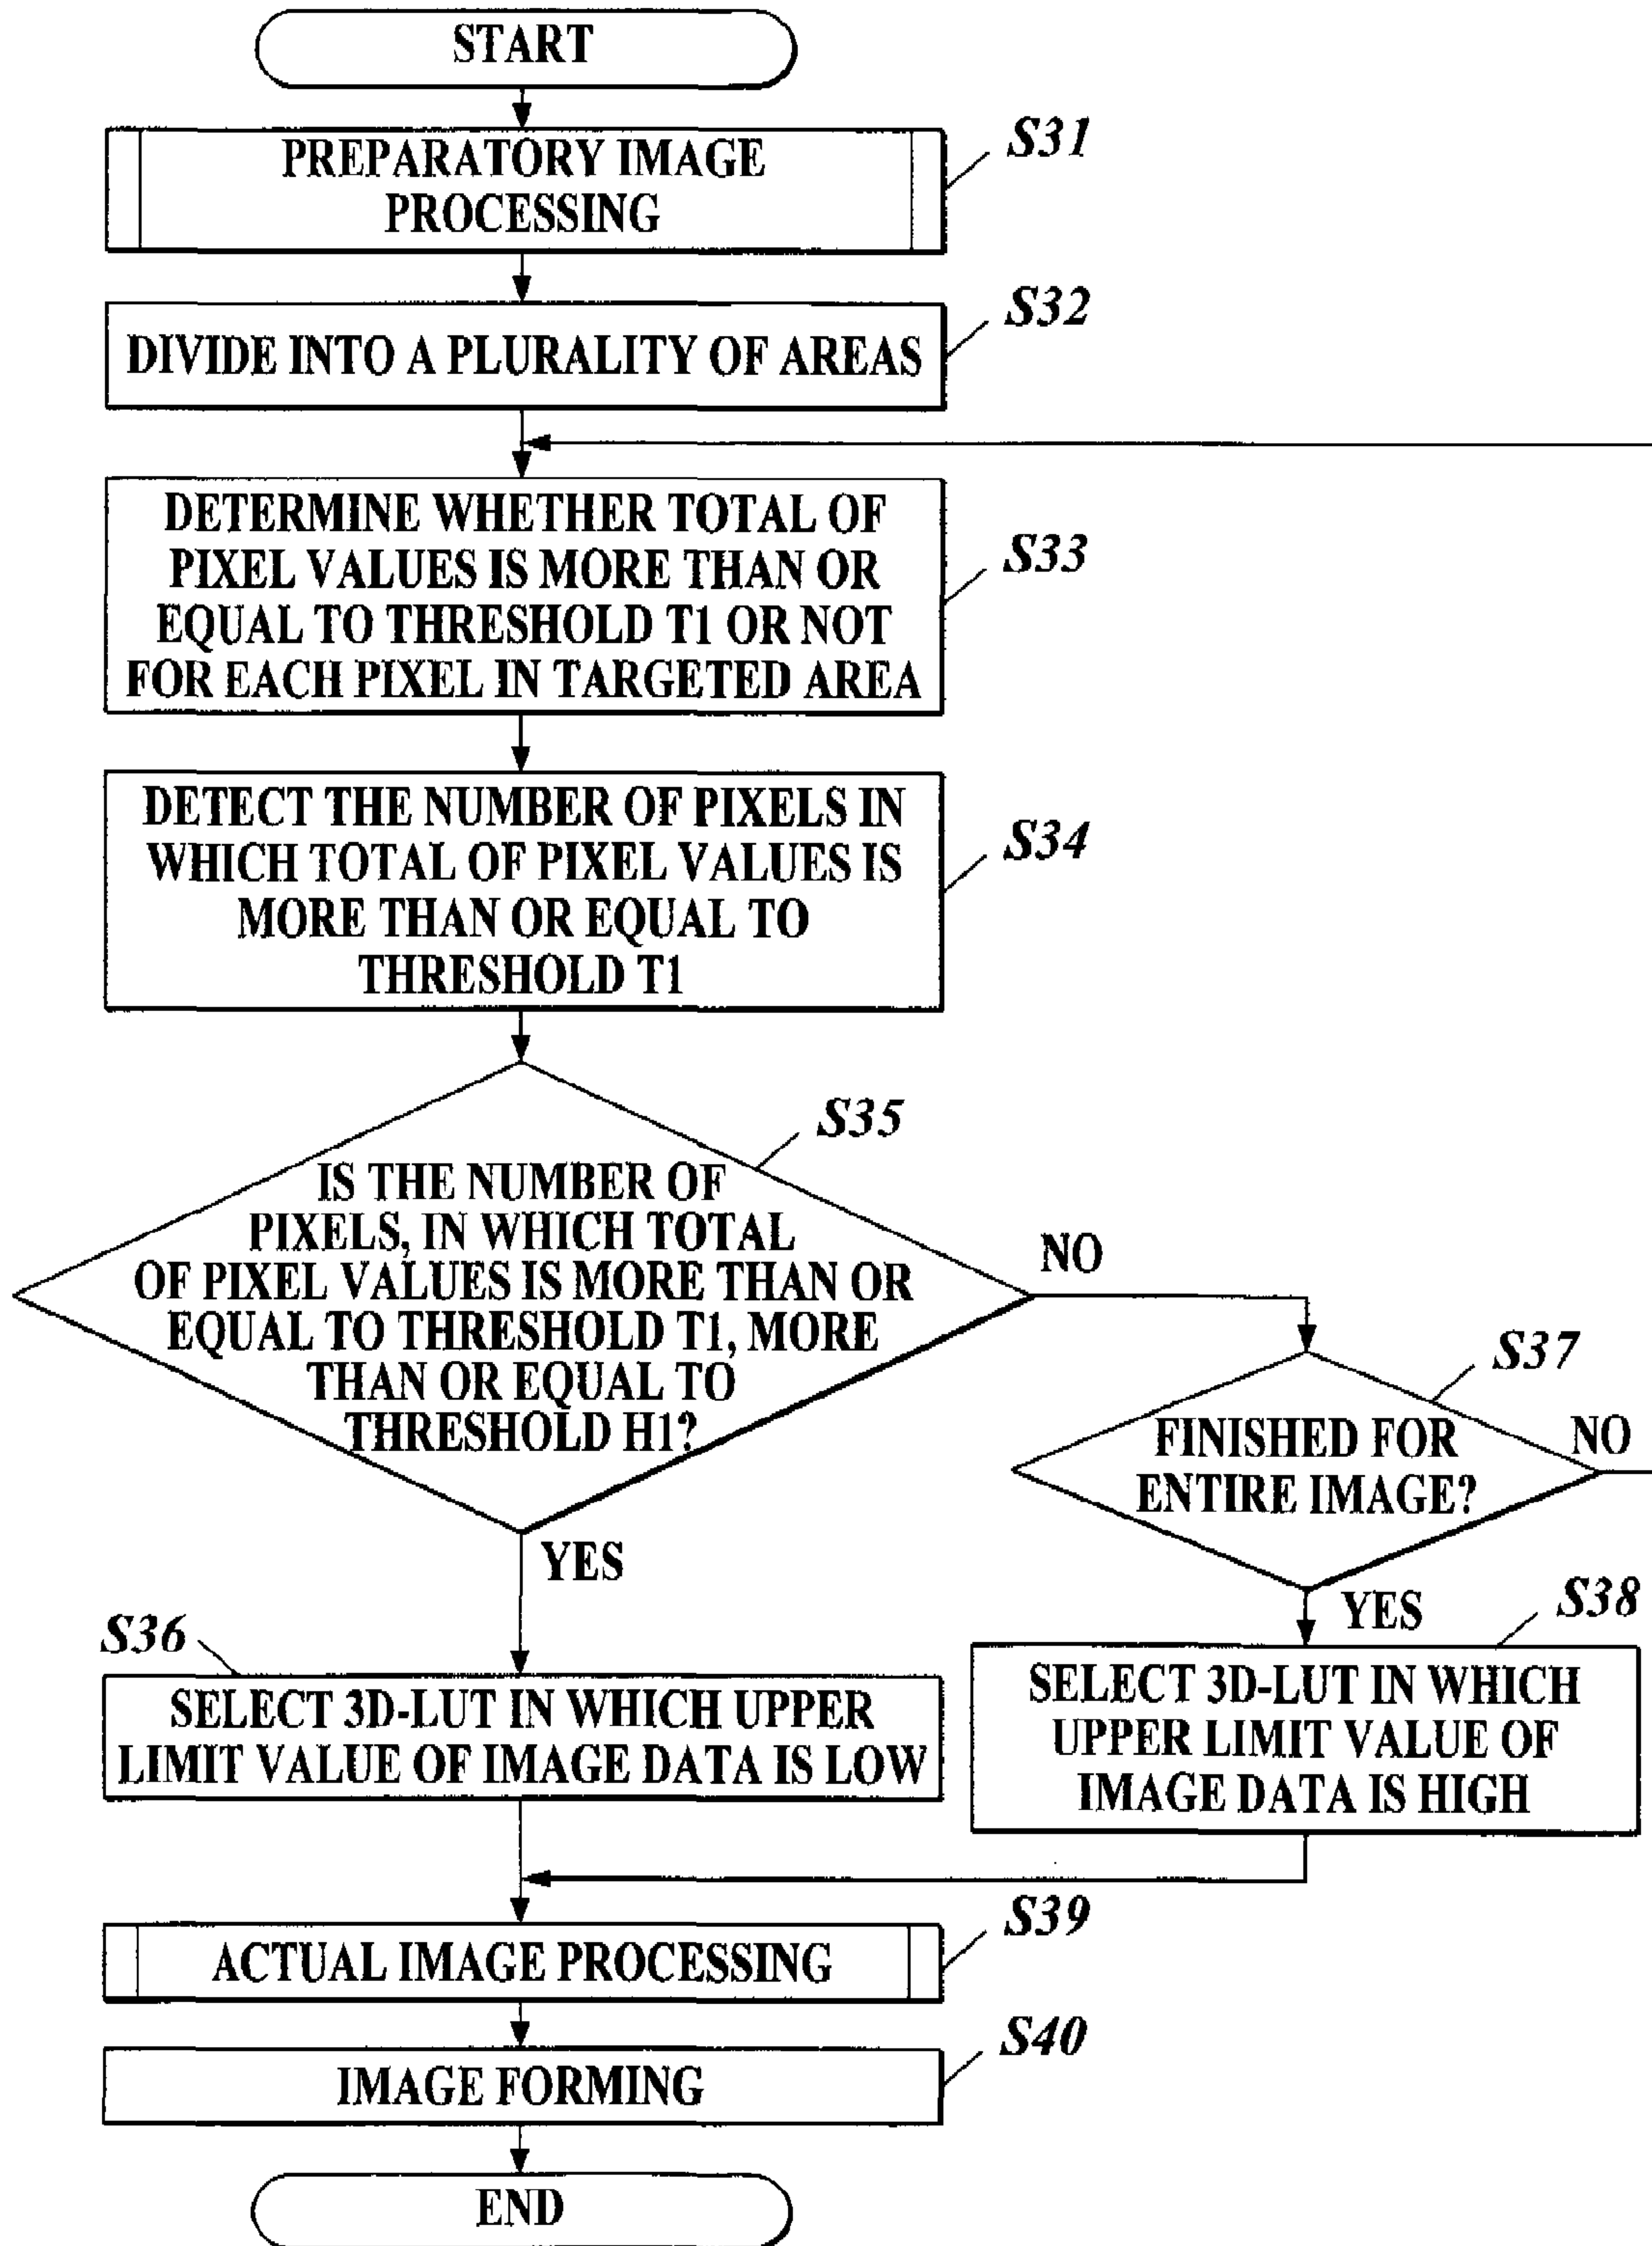 START
PREPARATORY IMAGE
PROCESSING
S31
DIVIDE INTO A PLURALITY OF AREAS
S32
DETERMINE WHETHER TOTAL OF
PIXEL VALUES IS MORE THAN OR
EQUAL TO THRESHOLD T1 OR NOT
FOR EACH PIXEL IN TARGETED AREA
S33
DETECT THE NUMBER OF PIXELS IN
WHICH TOTAL OF PIXEL VALUES IS
MORE THAN OR EQUAL TO
THRESHOLD T1
S34
S35
IS THE NUMBER OF
PIXELS, IN WHICH TOTAL
OF PIXEL VALUES IS MORE THAN OR
EQUAL TO THRESHOLD T1, MORE
THAN OR EQUAL TO
THRESHOLD H1?
NO
YES
S37
FINISHED FOR
ENTIRE IMAGE?
NO
YES
S36
SELECT 3D-LUT IN WHICH UPPER
LIMIT VALUE OF IMAGE DATA IS LOW
S38
SELECT 3D-LUT IN WHICH
UPPER LIMIT VALUE OF
IMAGE DATA IS HIGH
ACTUAL IMAGE PROCESSING
S39
IMAGE FORMING
S40
END